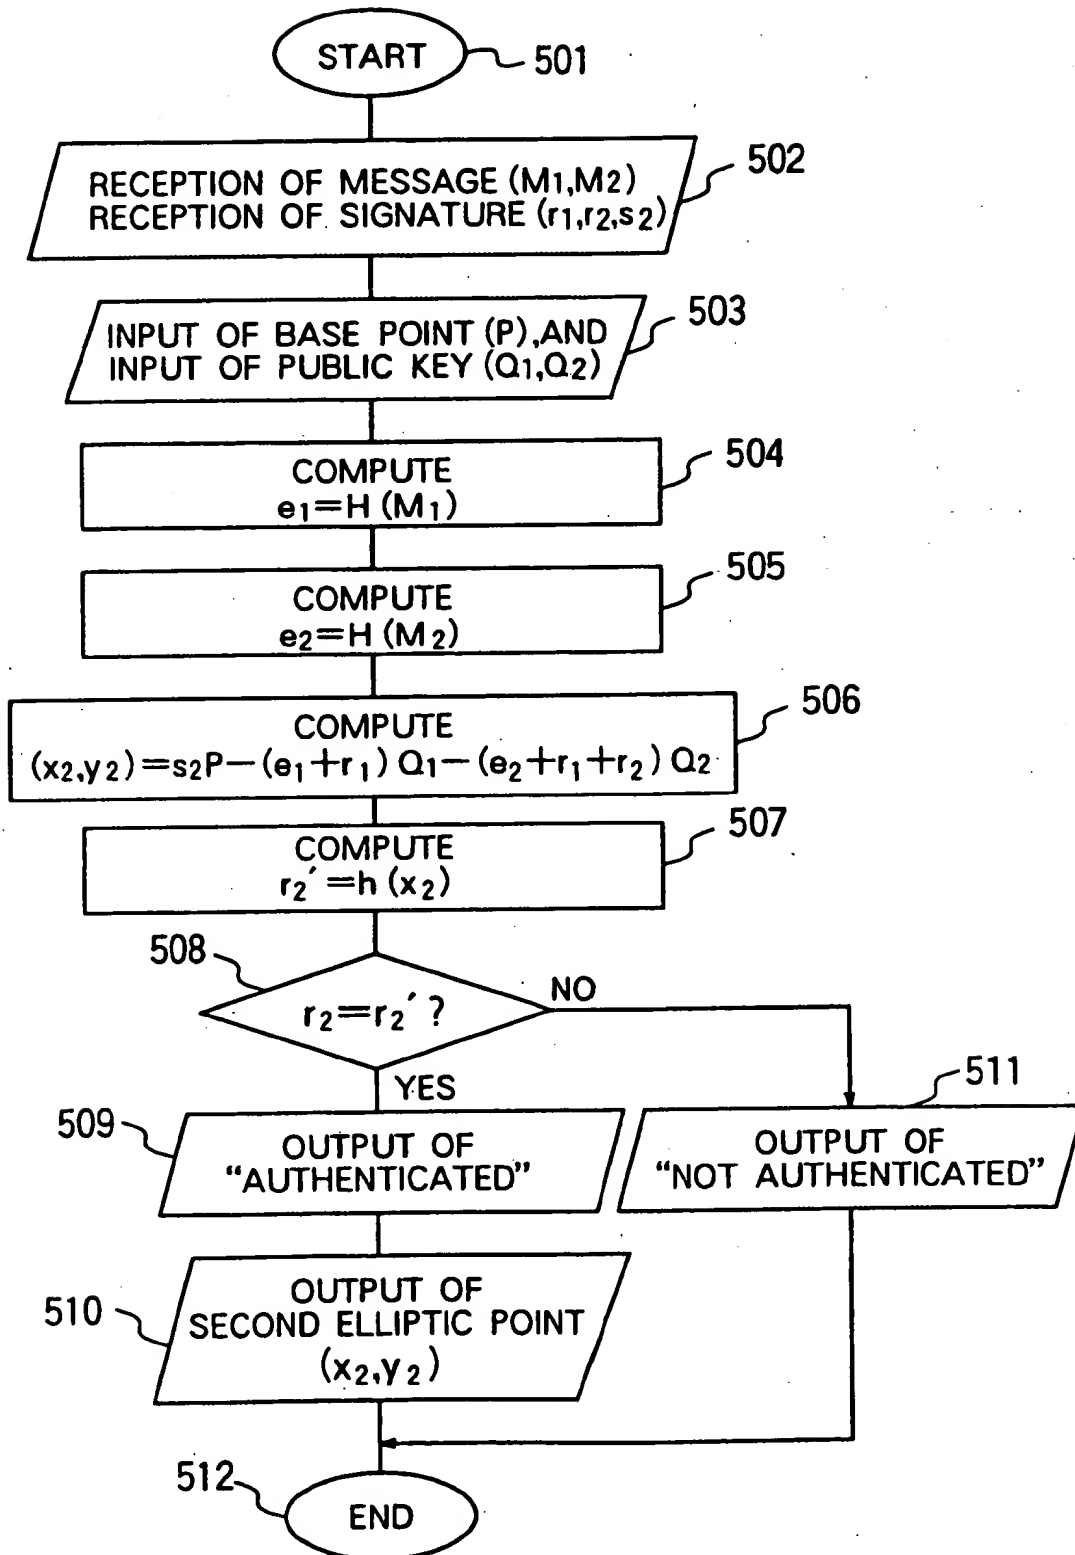 START
501
RECEPTION OF MESSAGE (M1,M2)
RECEPTION OF SIGNATURE (r1,r2,s2)
502
INPUT OF BASE POINT (P),AND
INPUT OF PUBLIC KEY (Q1,Q2)
503
COMPUTE
e1=H (M1)
504
COMPUTE
e2=H (M2)
505
COMPUTE
(x2,y2)=s2P-(e1+r1) Q1-(e2+r1+r2) Q2
506
COMPUTE
r2'=h (x2)
507
508
r2=r2' ?
NO
YES
509
OUTPUT OF
“AUTHENTICATED”
511
OUTPUT OF
“NOT AUTHENTICATED”
510
OUTPUT OF
SECOND ELLIPTIC POINT
(x2,y2)
512
END